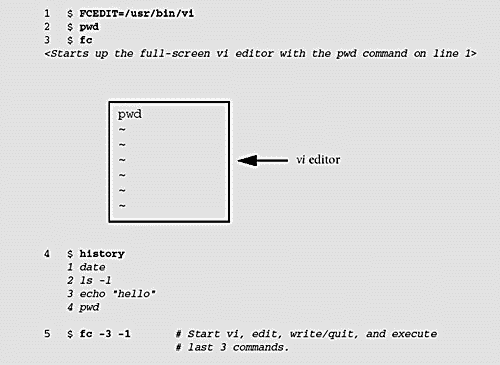 1 $ FCEDIT=/usr/bin/vi
2 $ pwd
3 $ fc
<Starts up the full-screen vi editor with the pwd command on line 1>
pwd
~
~
~
~
~
~
vi editor
4 $ history
1 date
2 ls -l
3 echo "hello"
4 pwd
5 $ fc -3 -1 # Start vi, edit, write/quit, and execute
# last 3 commands.